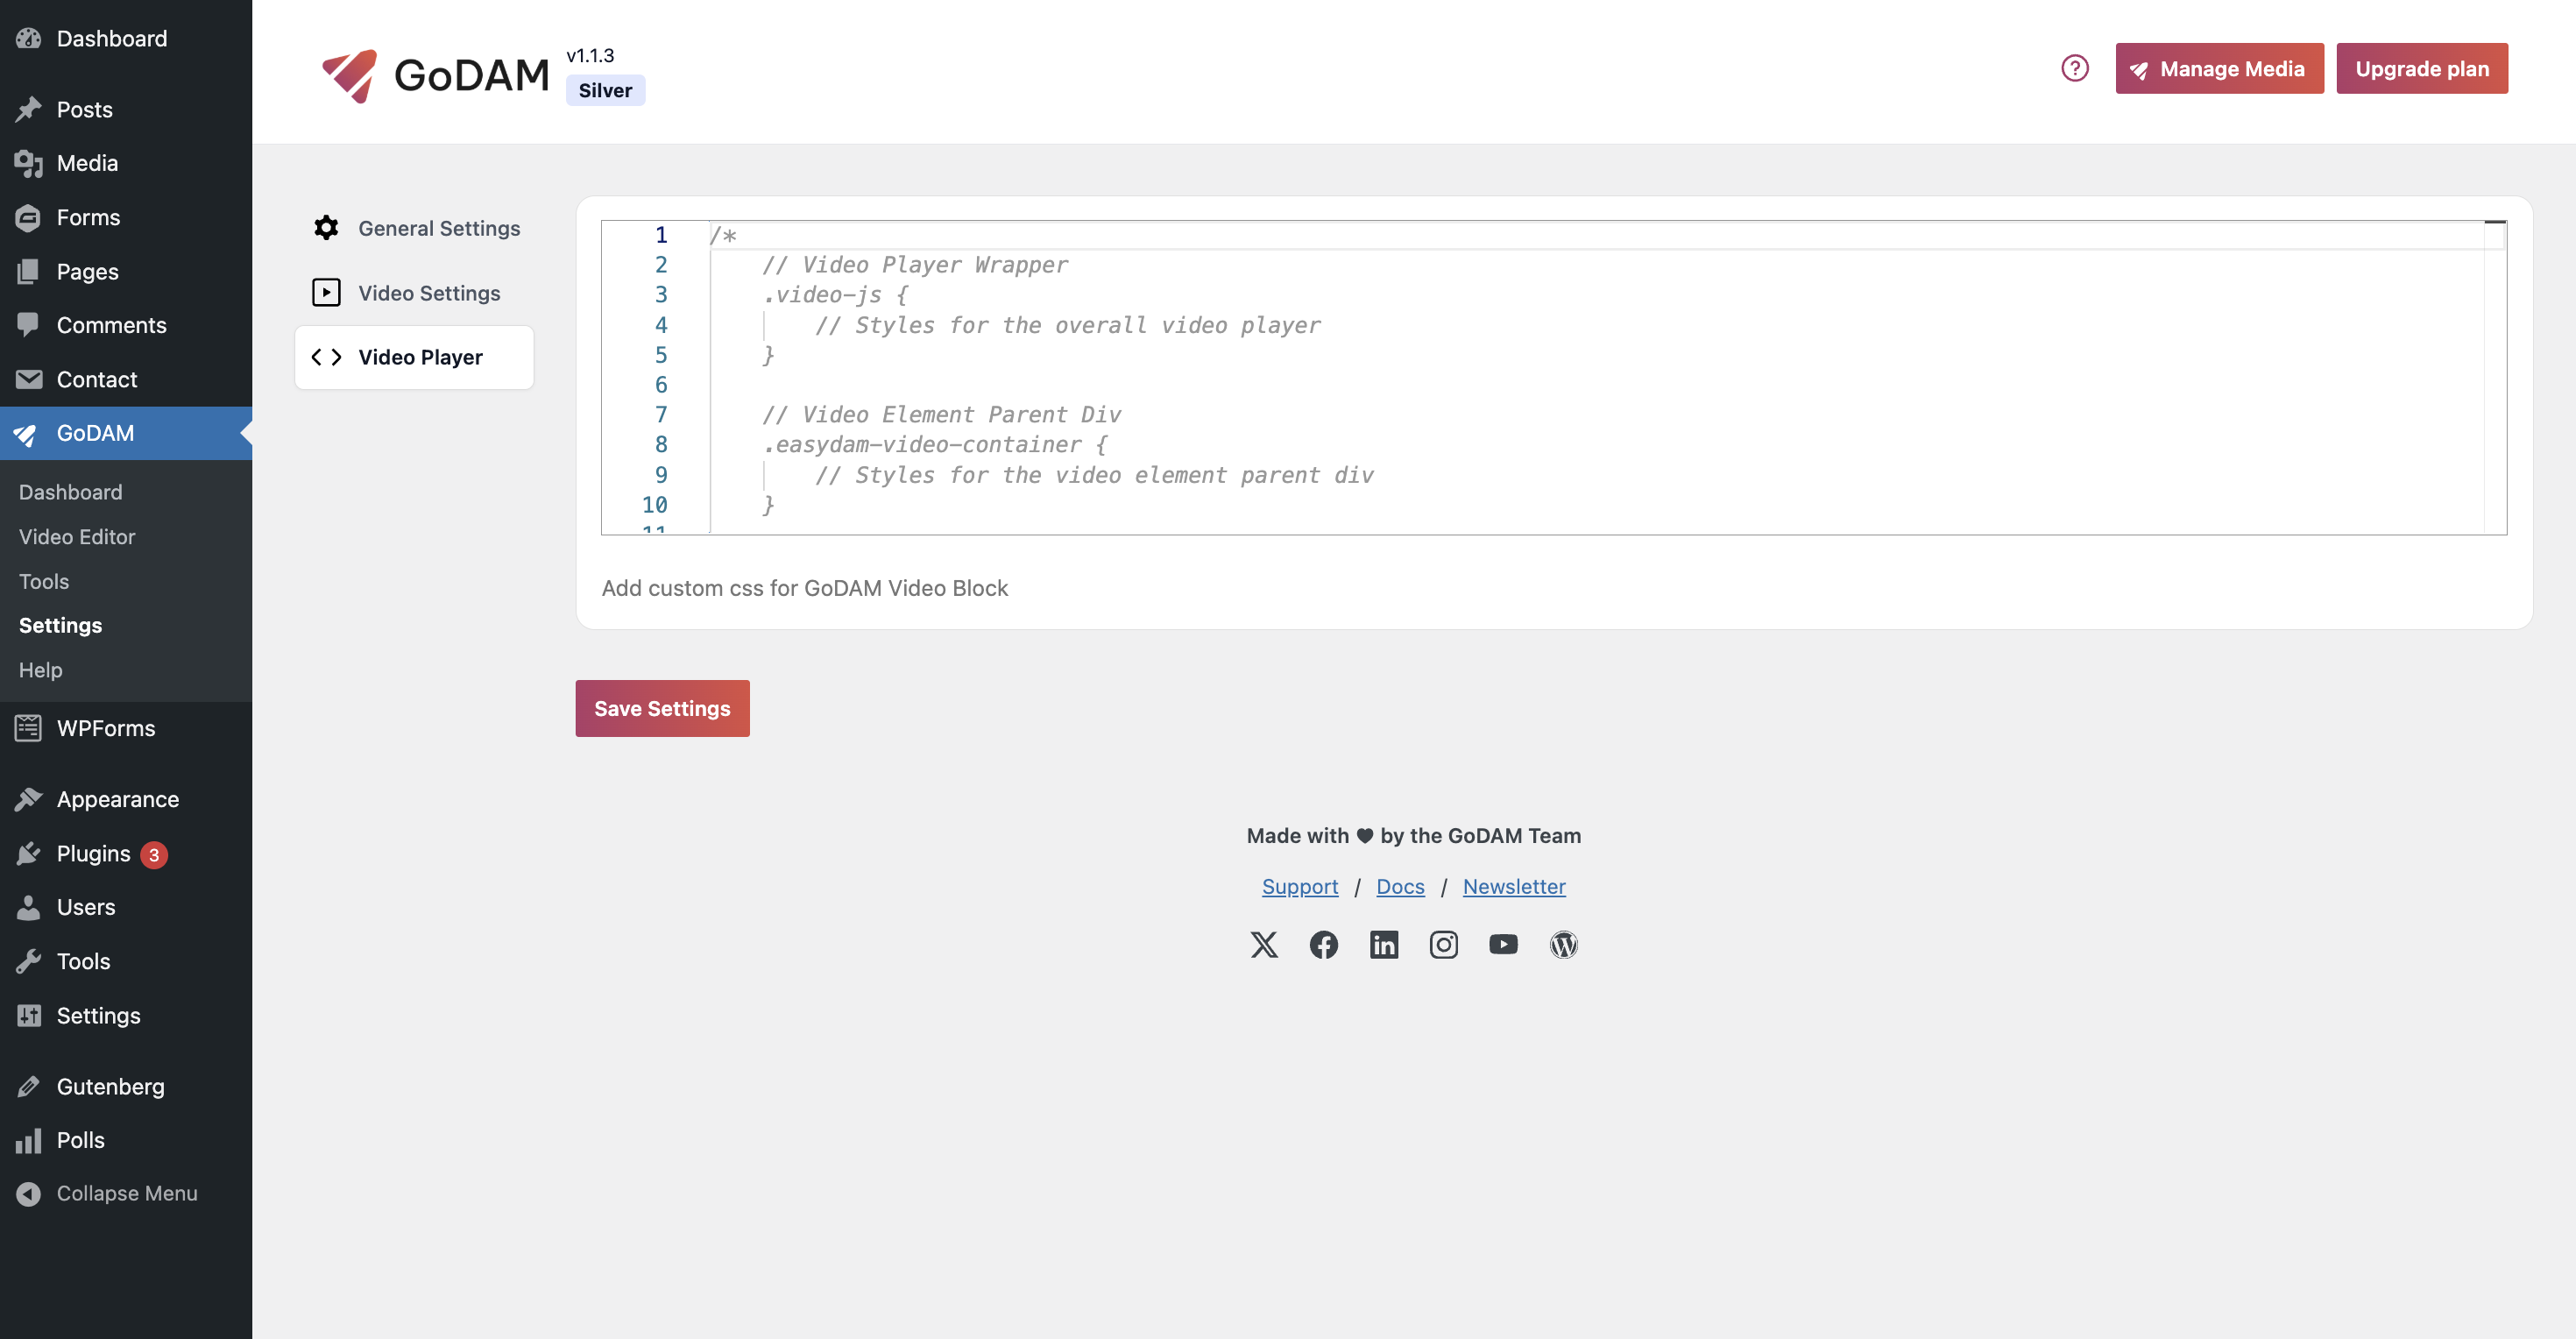 Dashboard
Posts
Media
Forms
Pages
Comments
Contact
GoDAM
Dashboard
Video Editor
Tools
Settings
Help
WPForms
Appearance
Plugins 3
Users
Tools
Settings
Gutenberg
Polls
Collapse Menu
GoDAM
v1.1.3
Silver
? Manage Media Upgrade plan
General Settings
Video Settings
Video Player
1 /*
2 // Video Player Wrapper
3 .video-js {
4 // Styles for the overall video player
5 }
6
7 // Video Element Parent Div
8 .easydam-video-container {
9 // Styles for the video element parent div
10 }
11
Add custom css for GoDAM Video Block
Save Settings
Made with ♥ by the GoDAM Team
Support / Docs / Newsletter